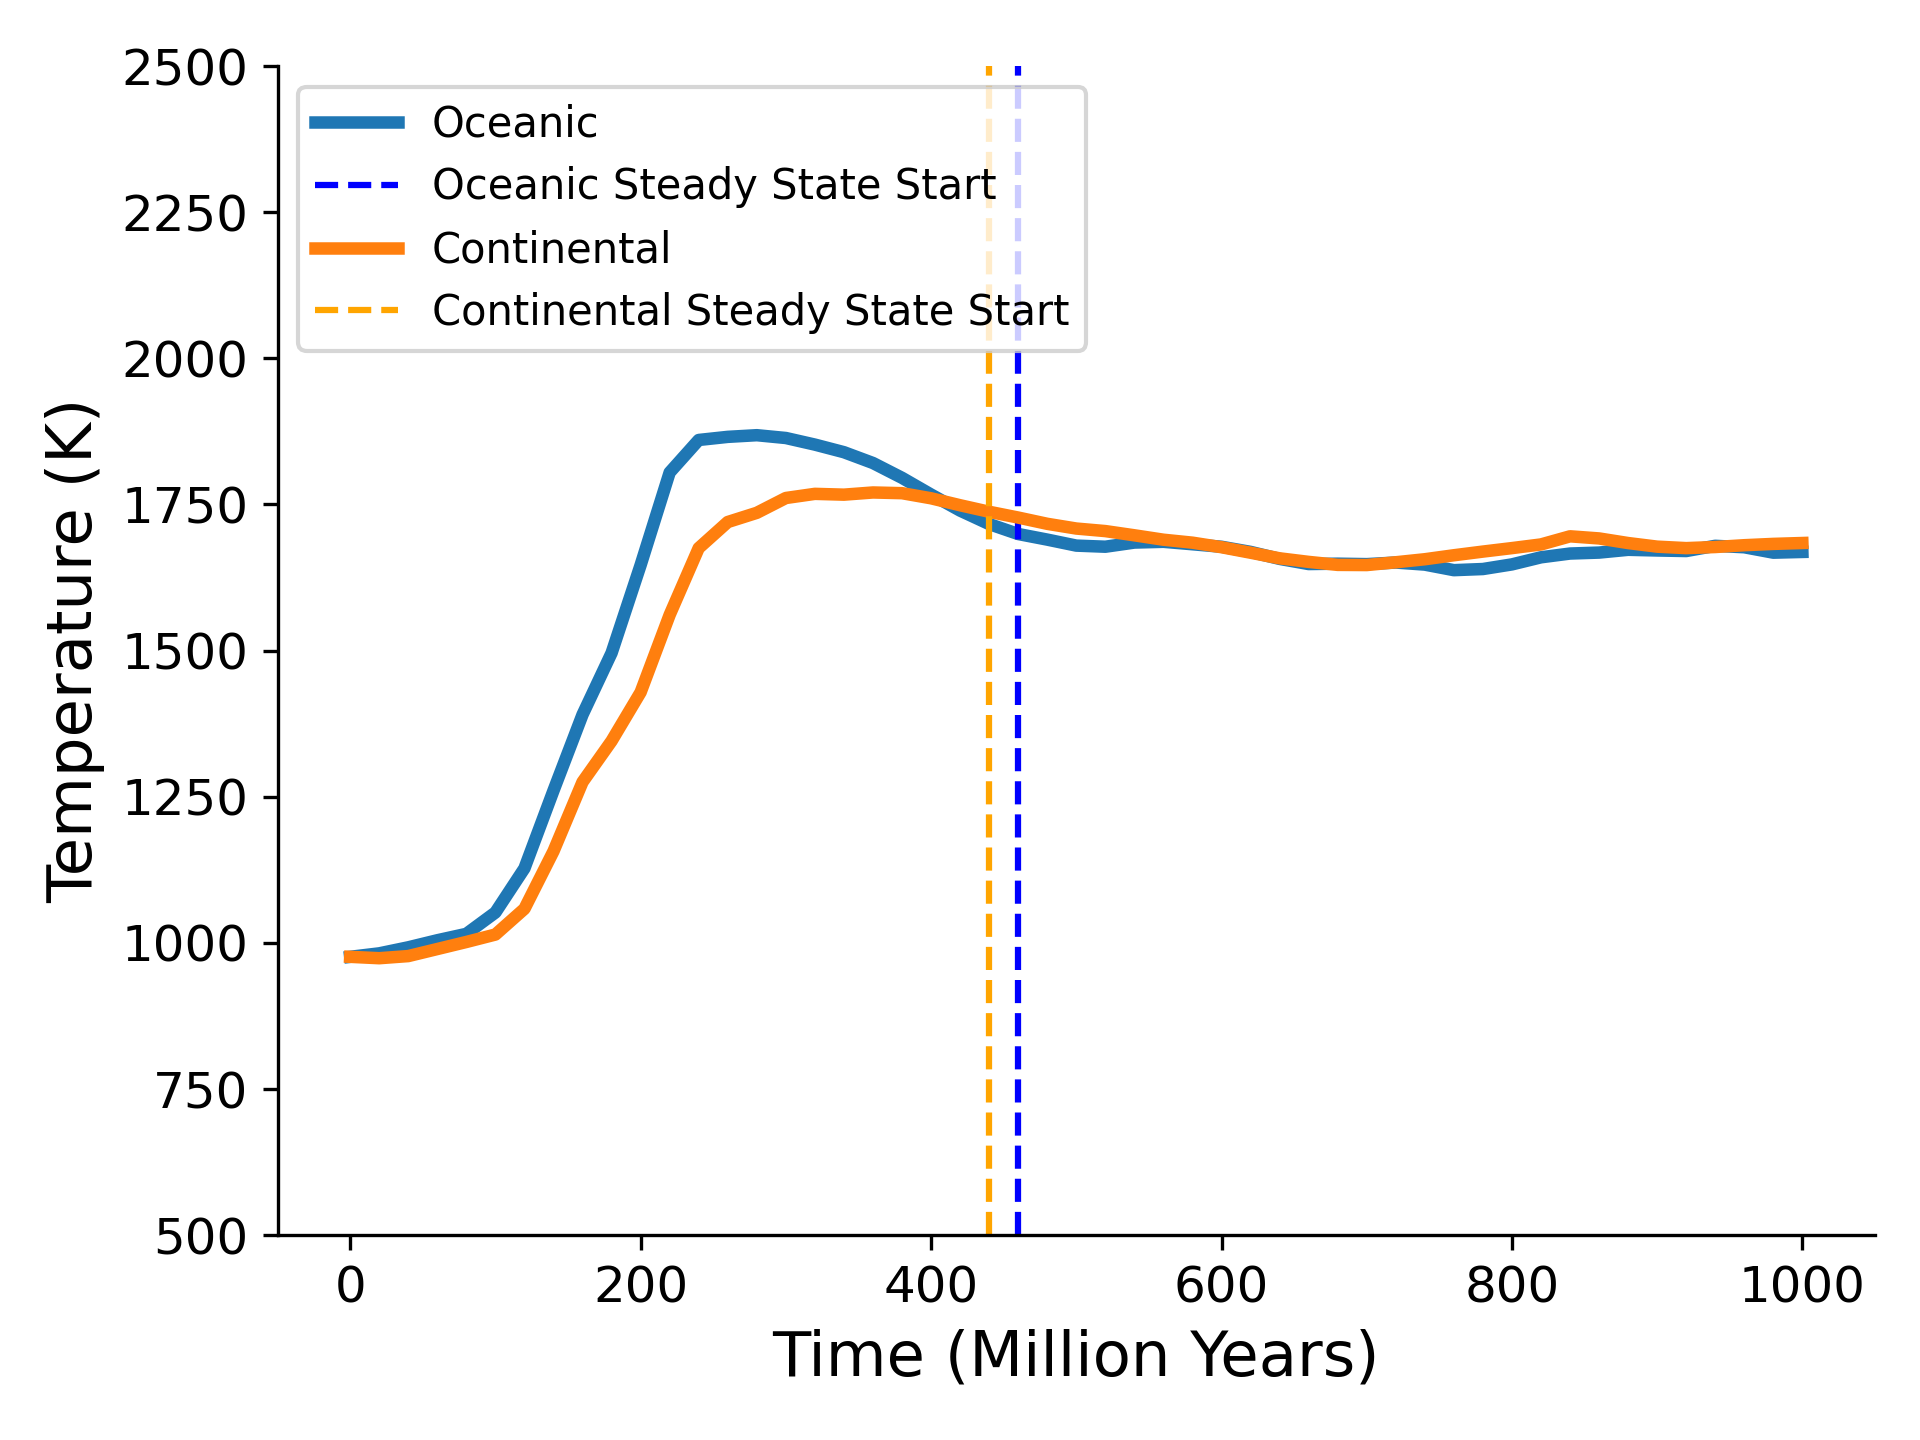 2500
2250
2000
1750
1500
1250
1000
750
500
Temperature (K)
Oceanic
Oceanic Steady State Start
Continental
Continental Steady State Start
0 200 400 600 800 1000
Time (Million Years)